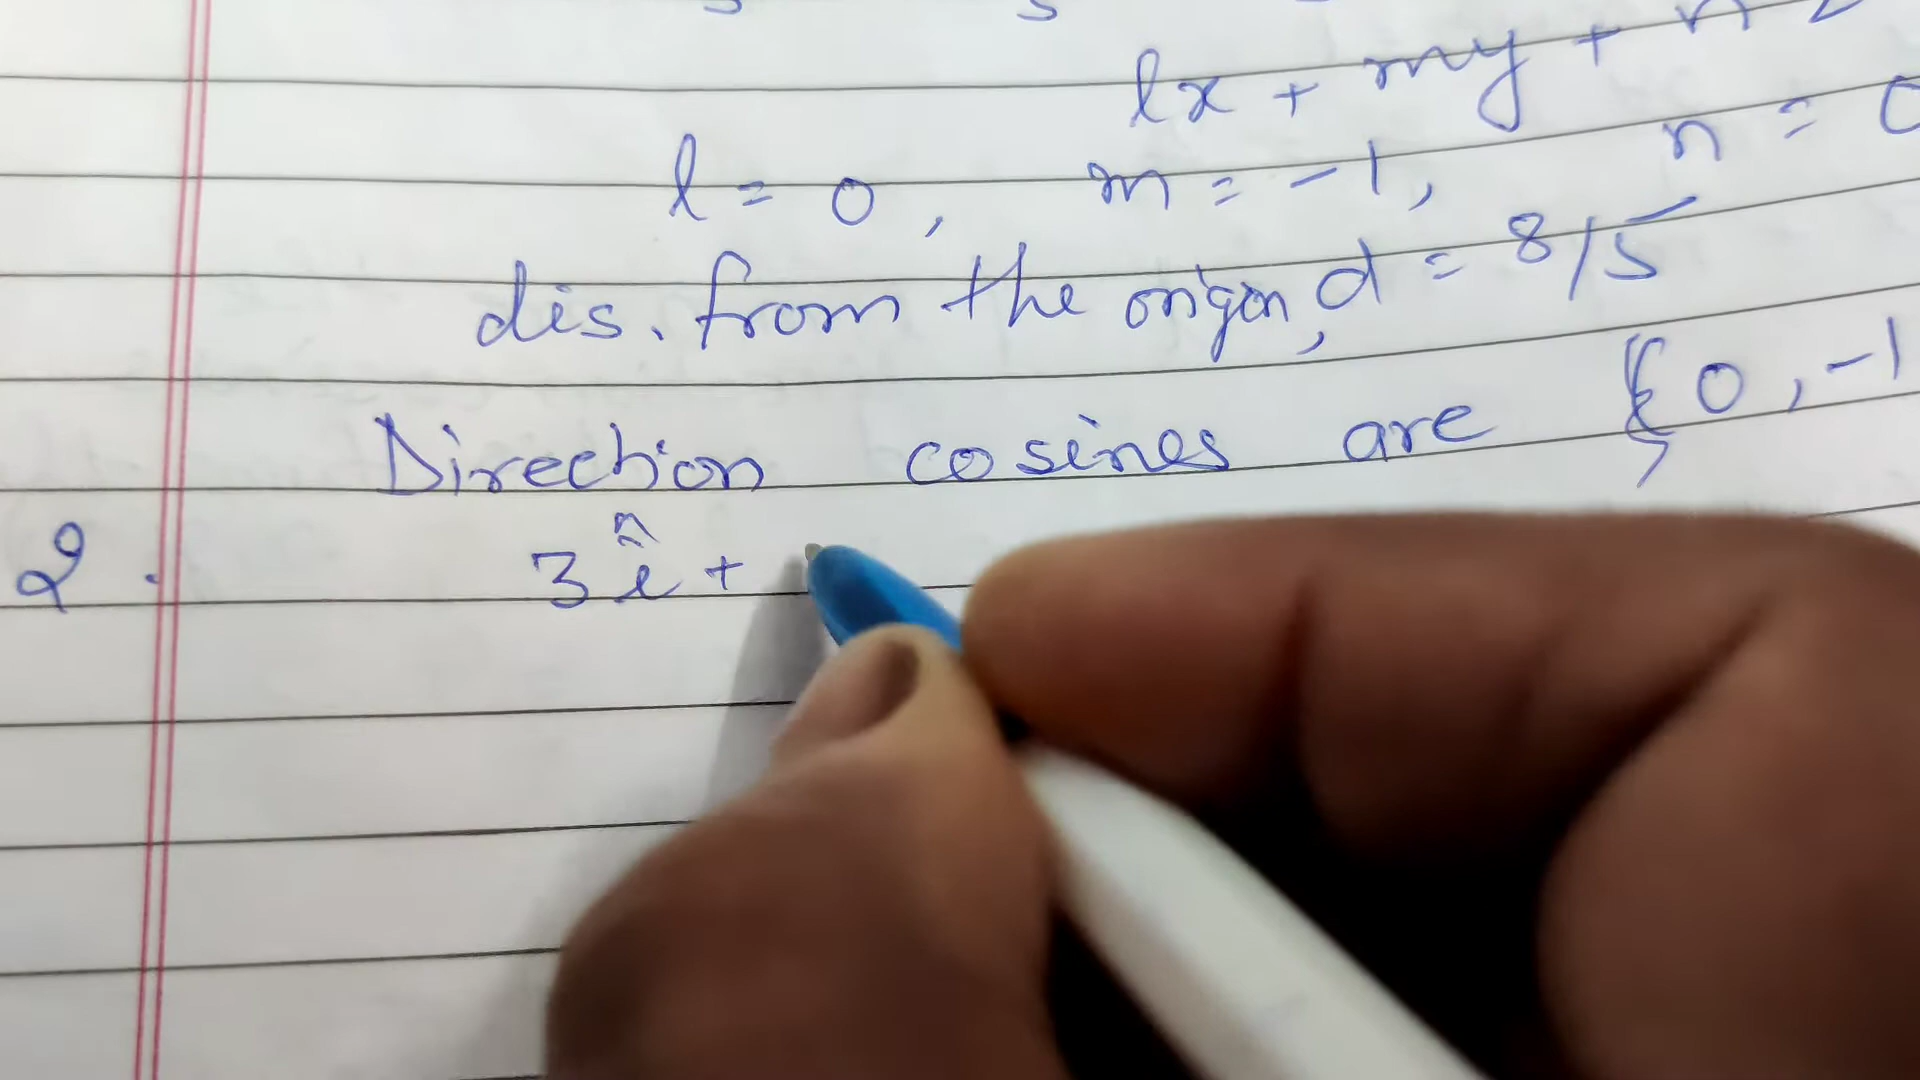 lx + my + n
l = 0, m = -1, n = 0
dis. from the origin, d = 8/5
Direction cosines are { 0, -1
2. 3î +